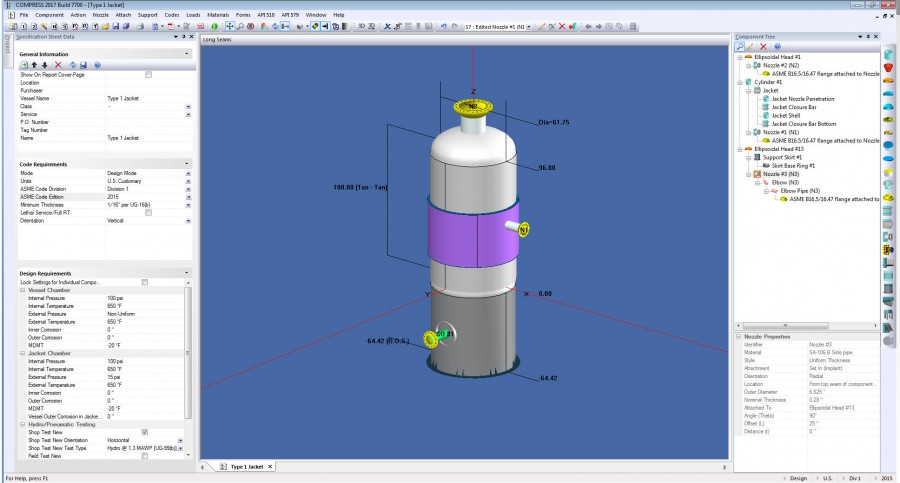 COMPRESS 2017 Build 7700 - [Type 1 Jacket]
File Component Action Nozzle Attach Support Codes Loads Materials Forms API 510 API 579 Window Help
17 : Edited Nozzle #1 (N1
Specification Sheet Data
General Information
Show On Report Cover-Page
Location
Purchaser
Vessel Name Type 1 Jacket
Class -
Service
P.O. Number
Tag Number
Name Type 1 Jacket
Code Requirements
Mode Design Mode
Units U.S. Customary
ASME Code Division Division 1
ASME Code Edition 2015
Minimum Thickness 1/16" per UG-16(b)
Lethal Service/Full RT
Orientation Vertical
Design Requirements
Lock Settings for Individual Compo...
Vessel Chamber
Internal Pressure 100 psi
Internal Temperature 650 °F
External Pressure Non-Uniform
External Temperature 650 °F
Inner Corrosion 0 "
Outer Corrosion 0 "
MDMT -20 °F
Jacket Chamber
Internal Pressure 100 psi
Internal Temperature 650 °F
External Pressure 15 psi
External Temperature 650 °F
Inner Corrosion 0 "
Outer Corrosion 0 "
MDMT -20 °F
Vessel Outer Corrosion in Jacke... 0 "
Hydro/Pneumatic Testing
Shop Test New
Shop Test New Orientation Horizontal
Shop Test New Test Type Hydro @ 1.3 MAWP [UG-99(b)]
Field Test New
Long Seams
Z
N2
Dia=61.75
96.00
100.00 (Tan - Tan)
N1
Y
X
0.00
SO #1
-64.42 (B.O.S.)
-64.42
Type 1 Jacket
Component Tree
Ellipsoidal Head #1
Nozzle #2 (N2)
ASME B16.5/16.47 flange attached to Nozzle
Cylinder #1
Jacket
Jacket Nozzle Penetration
Jacket Closure Bar
Jacket Shell
Jacket Closure Bar Bottom
Nozzle #1 (N1)
ASME B16.5/16.47 flange attached to Nozzle
Ellipsoidal Head #13
Support Skirt #1
Skirt Base Ring #1
Nozzle #3 (N3)
Elbow (N3)
Elbow Pipe (N3)
ASME B16.5/16.47 flange attached to
Nozzle Properties
Identifier Nozzle #3
Material SA-106 B Smls pipe
Style Uniform Thickness
Attachment Set In (Implant)
Orientation Radial
Location From top seam of component...
Outer Diameter 6.625 "
Nominal Thickness 0.28 "
Attached To Ellipsoidal Head #13
Angle (Theta) 90°
Offset (L) 25 "
Distance (r) 0 "
For Help, press F1
Design U.S. Div 1 2015